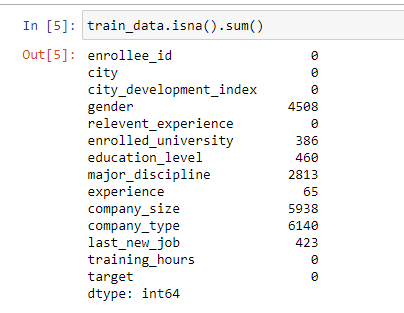 In [5]: train_data.isna().sum()
Out[5]: enrollee_id 0
city 0
city_development_index 0
gender 4508
relevent_experience 0
enrolled_university 386
education_level 460
major_discipline 2813
experience 65
company_size 5938
company_type 6140
last_new_job 423
training_hours 0
target 0
dtype: int64